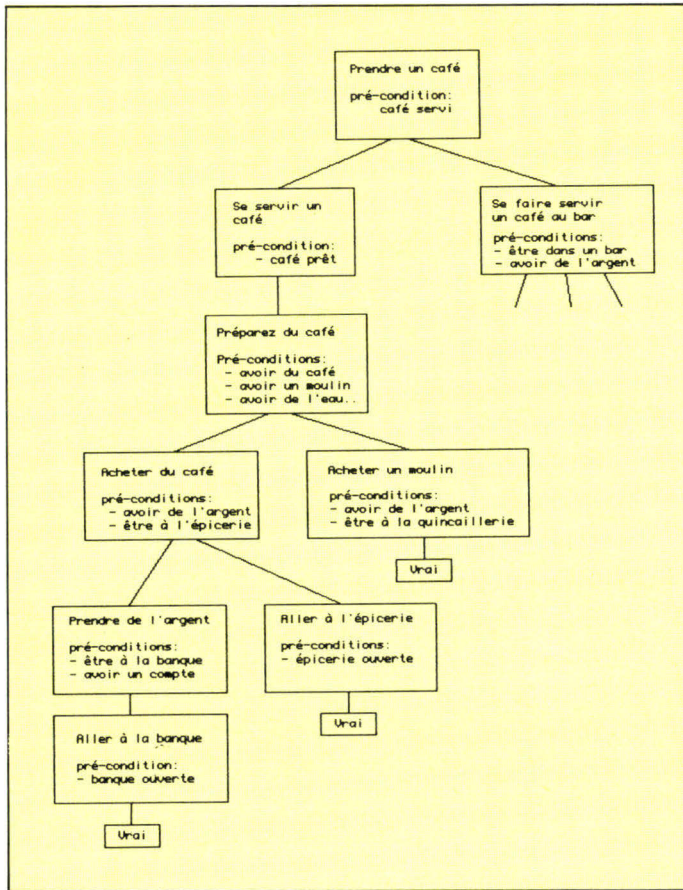 Prendre un café
pré-condition:
café servi
Se servir un
café
pré-condition:
- café prêt
Se faire servir
un café au bar
pré-conditions:
- être dans un bar
- avoir de l'argent
Préparez du café
Pré-conditions:
- avoir du café
- avoir un moulin
- avoir de l'eau..
Acheter du café
pré-conditions:
- avoir de l'argent
- être à l'épicerie
Acheter un moulin
pré-conditions:
- avoir de l'argent
- être à la quincaillerie
Vrai
Prendre de l'argent
pré-conditions:
- être à la banque
- avoir un compte
Aller à l'épicerie
pré-conditions:
- épicerie ouverte
Vrai
Aller à la banque
pré-condition:
- banque ouverte
Vrai